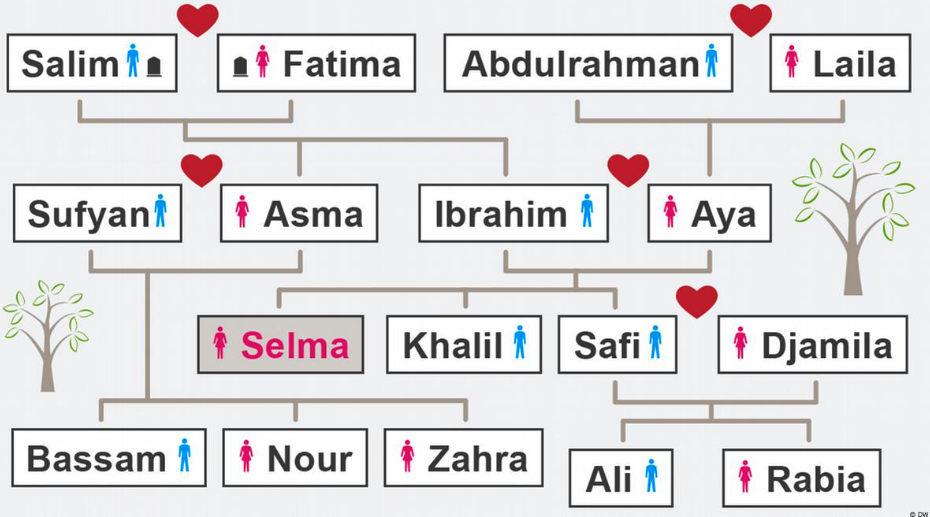 Salim
Fatima
Abdulrahman
Laila
Sufyan
Asma
Ibrahim
Aya
Selma
Khalil
Safi
Djamila
Bassam
Nour
Zahra
Ali
Rabia
© DW